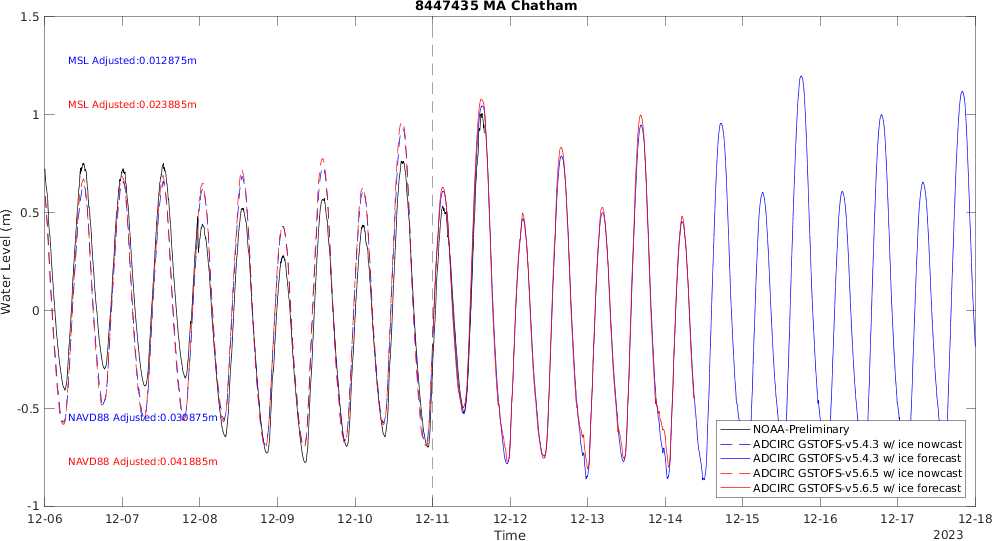 8447435 MA Chatham
1.5
1
0.5
0
-0.5
-1
Water Level (m)
MSL Adjusted:0.012875m
MSL Adjusted:0.023885m
NAVD88 Adjusted:0.030875m
NAVD88 Adjusted:0.041885m
NOAA-Preliminary
ADCIRC GSTOFS-v5.4.3 w/ ice nowcast
ADCIRC GSTOFS-v5.4.3 w/ ice forecast
ADCIRC GSTOFS-v5.6.5 w/ ice nowcast
ADCIRC GSTOFS-v5.6.5 w/ ice forecast
12-06 12-07 12-08 12-09 12-10 12-11 12-12 12-13 12-14 12-15 12-16 12-17 12-18
Time
2023